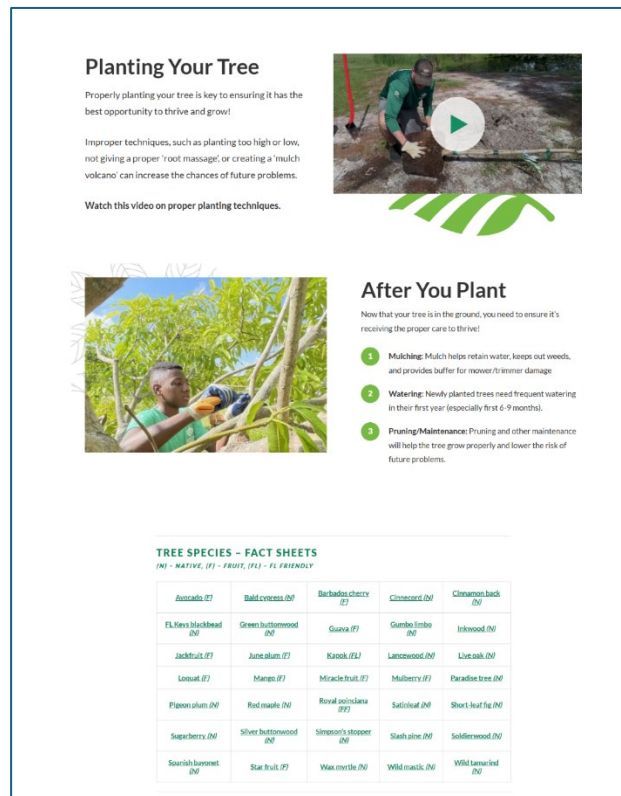 Planting Your Tree
Properly planting your tree is key to ensuring it has the
best opportunity to thrive and grow!
Improper techniques, such as planting too high or low,
not giving a proper 'root massage', or creating a 'mulch
volcano' can increase the chances of future problems.
Watch this video on proper planting techniques.
After You Plant
Now that your tree is in the ground, you need to ensure it's
receiving the proper care to thrive!
1 Mulching: Mulch helps retain water, keeps out weeds,
and provides buffer for mower/trimmer damage
2 Watering: Newly planted trees need frequent watering
in their first year (especially first 6-9 months).
3 Pruning/Maintenance: Pruning and other maintenance
will help the tree grow properly and lower the risk of
future problems.
TREE SPECIES – FACT SHEETS
(N) – NATIVE, (F) – FRUIT, (FL) – FL FRIENDLY
Avocado (F) Bald cypress (N) Barbados cherry (F) Cinnecord (N) Cinnamon back (N)
FL Keys blackbead (N) Green buttonwood (N) Guava (F) Gumbo limbo (N) Inkwood (N)
Jackfruit (F) June plum (F) Kapok (FL) Lancewood (N) Live oak (N)
Loquat (F) Mango (F) Miracle fruit (F) Mulberry (F) Paradise tree (N)
Pigeon plum (N) Red maple (N) Royal poinciana (FF) Satinleaf (N) Short-leaf fig (N)
Sugarberry (N) Silver buttonwood (N) Simpson's stopper (N) Slash pine (N) Soldierwood (N)
Spanish bayonet (N) Star fruit (F) Wax myrtle (N) Wild mastic (N) Wild tamarind (N)